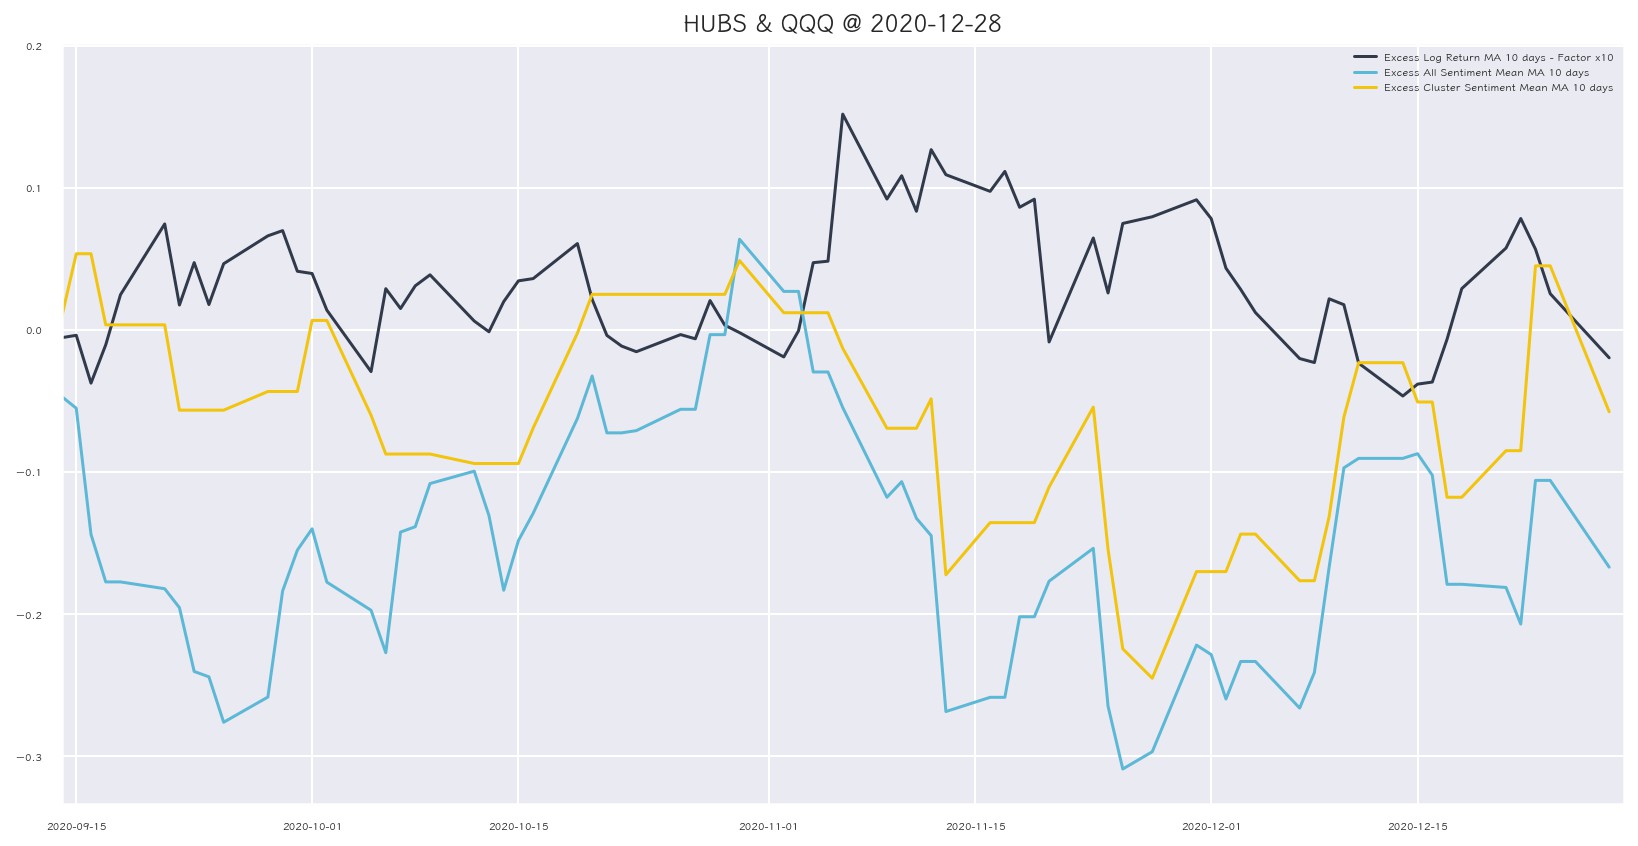 HUBS & QQQ @ 2020-12-28
0.2
0.1
0.0
−0.1
−0.2
−0.3
Excess Log Return MA 10 days - Factor x10
Excess All Sentiment Mean MA 10 days
Excess Cluster Sentiment Mean MA 10 days
2020-09-15 2020-10-01 2020-10-15 2020-11-01 2020-11-15 2020-12-01 2020-12-15